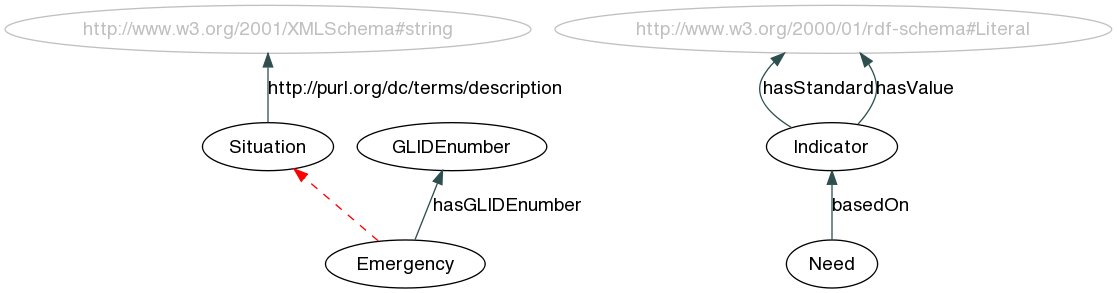 http://www.w3.org/2001/XMLSchema#string
http://www.w3.org/2000/01/rdf-schema#Literal
http://purl.org/dc/terms/description
hasStandard
hasValue
Situation
GLIDEnumber
Indicator
hasGLIDEnumber
basedOn
Emergency
Need